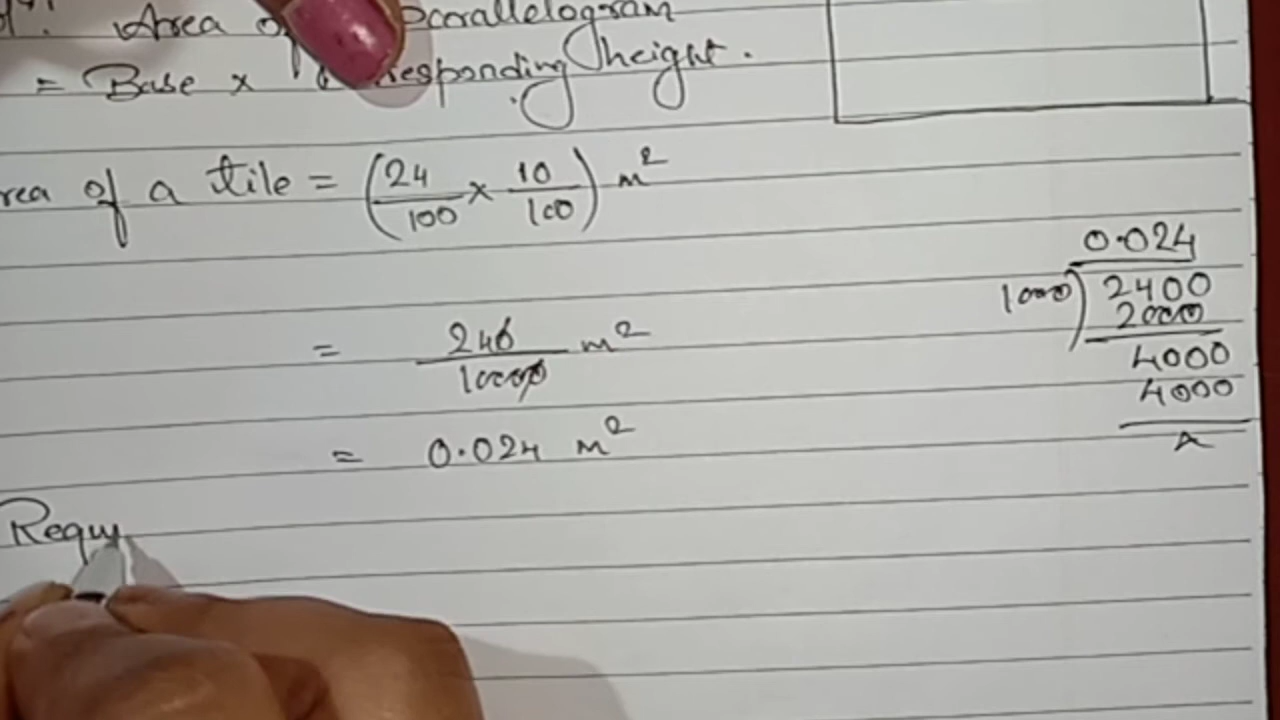 Area of parallelogram
= Base × corresponding height.
area of a tile = (24/100 × 10/100) m²
= 240/10000 m²
= 0.024 m²
Requ
0.024
1000) 2400
2000
4000
4000
×